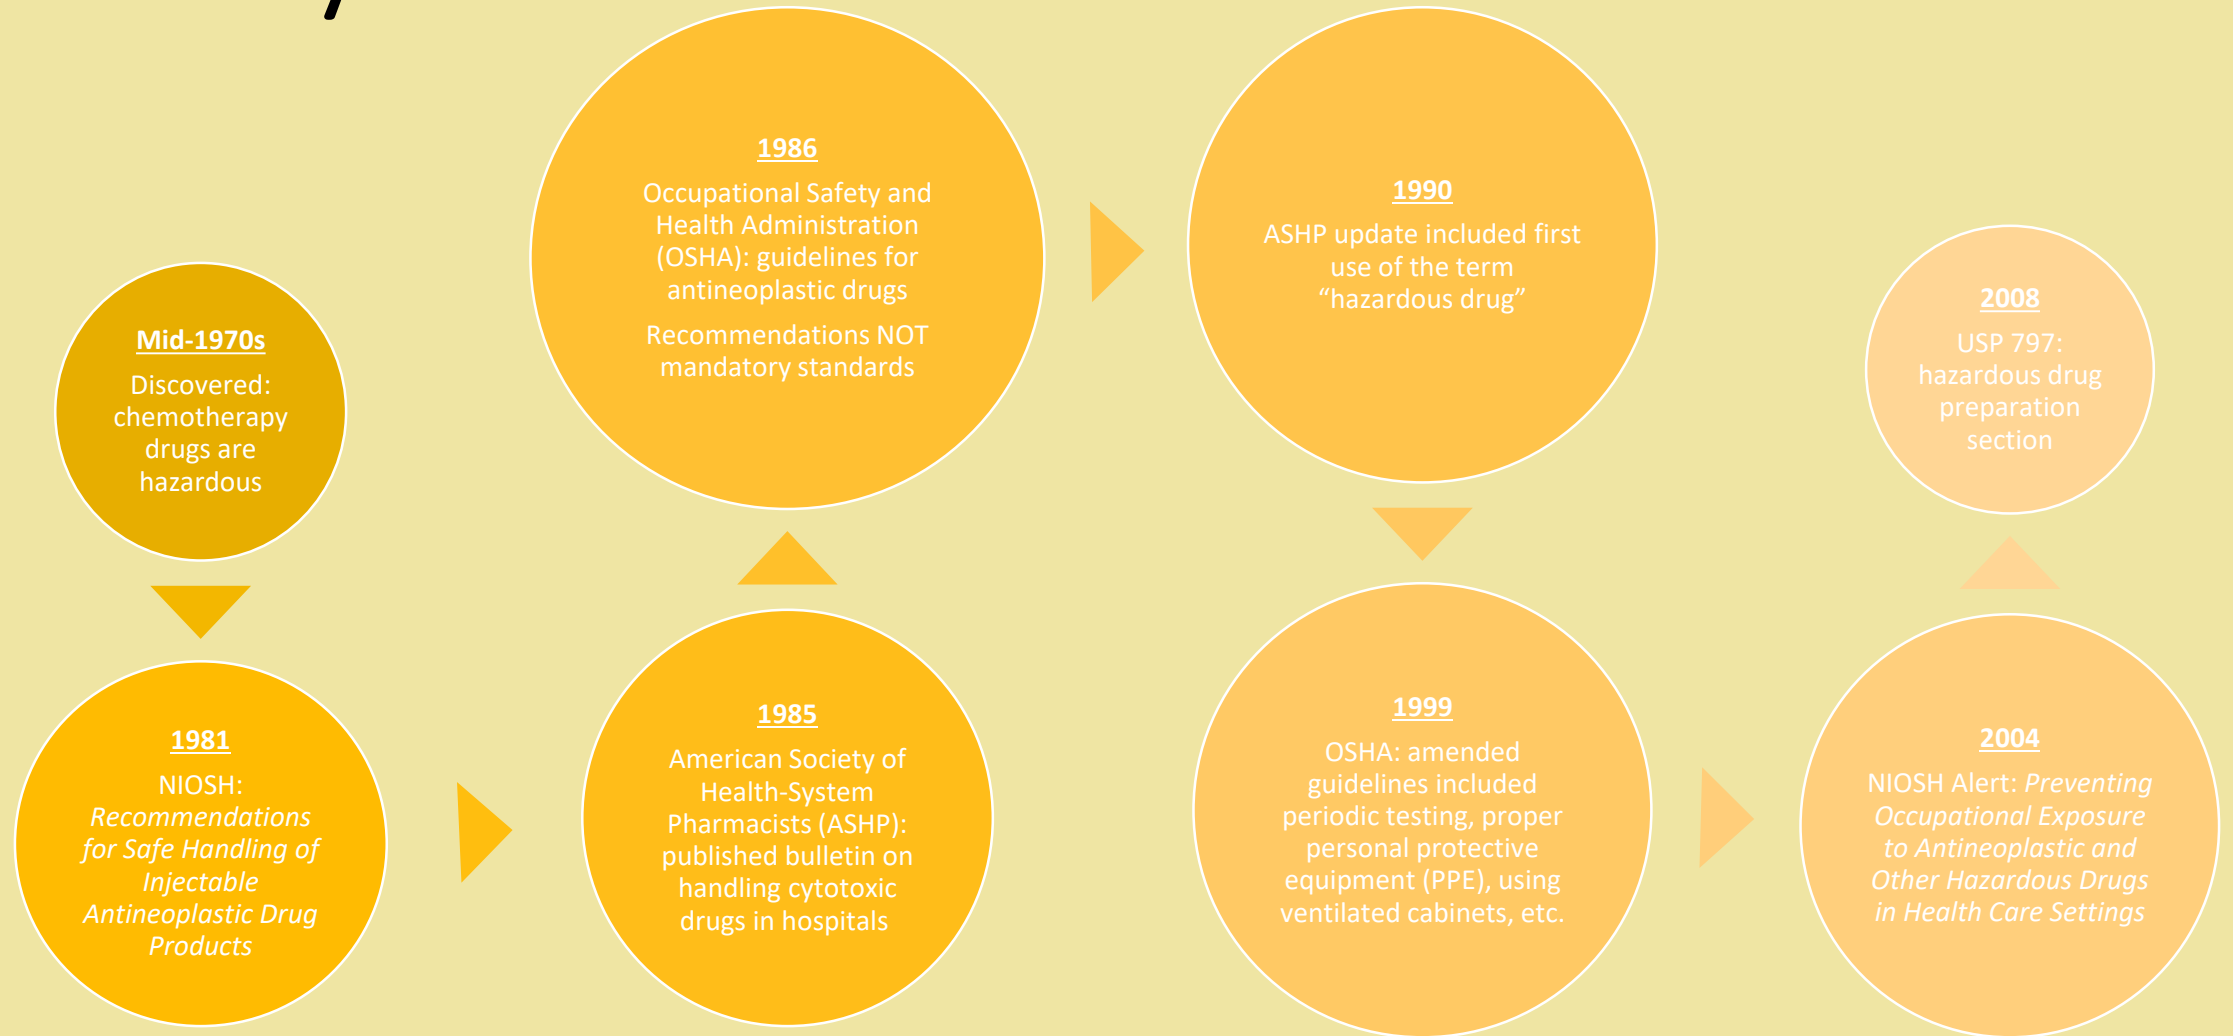 Mid-1970s
Discovered:
chemotherapy
drugs are
hazardous
1981
NIOSH:
Recommendations
for Safe Handling of
Injectable
Antineoplastic Drug
Products
1985
American Society of
Health-System
Pharmacists (ASHP):
published bulletin on
handling cytotoxic
drugs in hospitals
1986
Occupational Safety and
Health Administration
(OSHA): guidelines for
antineoplastic drugs
Recommendations NOT
mandatory standards
1990
ASHP update included first
use of the term
“hazardous drug”
1999
OSHA: amended
guidelines included
periodic testing, proper
personal protective
equipment (PPE), using
ventilated cabinets, etc.
2004
NIOSH Alert: Preventing
Occupational Exposure
to Antineoplastic and
Other Hazardous Drugs
in Health Care Settings
2008
USP 797:
hazardous drug
preparation
section